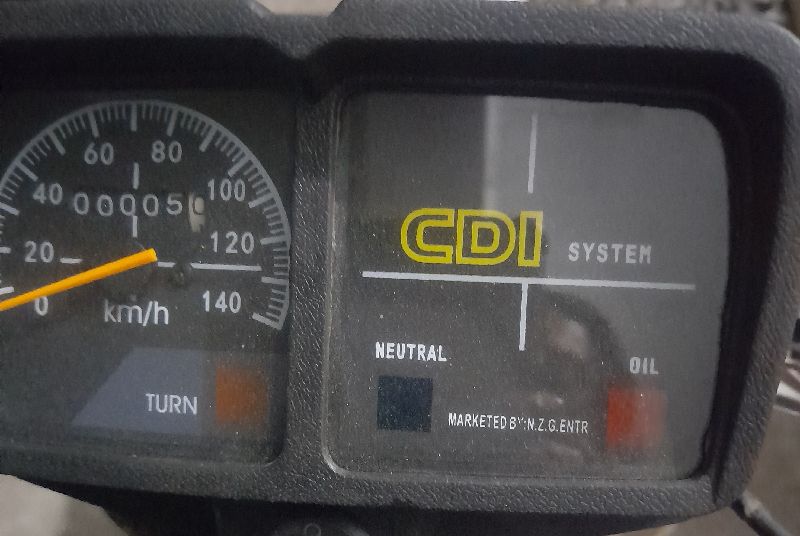 60 80
40 100
000050
20 120
0 140
km/h
TURN
CDI SYSTEM
NEUTRAL
OIL
MARKETED BY:N.Z.G.ENTR